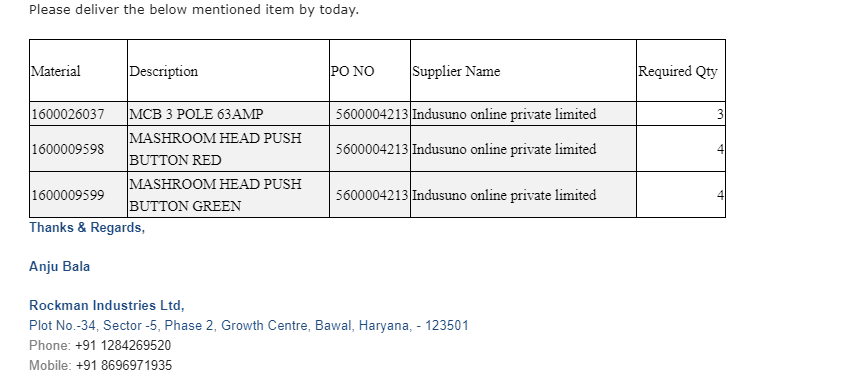 Please deliver the below mentioned item by today.
Material Description PO NO Supplier Name Required Qty
1600026037 MCB 3 POLE 63AMP 5600004213 Indusuno online private limited 3
1600009598 MASHROOM HEAD PUSH BUTTON RED 5600004213 Indusuno online private limited 4
1600009599 MASHROOM HEAD PUSH BUTTON GREEN 5600004213 Indusuno online private limited 4
Thanks & Regards,
Anju Bala
Rockman Industries Ltd,
Plot No.-34, Sector -5, Phase 2, Growth Centre, Bawal, Haryana, - 123501
Phone: +91 1284269520
Mobile: +91 8696971935